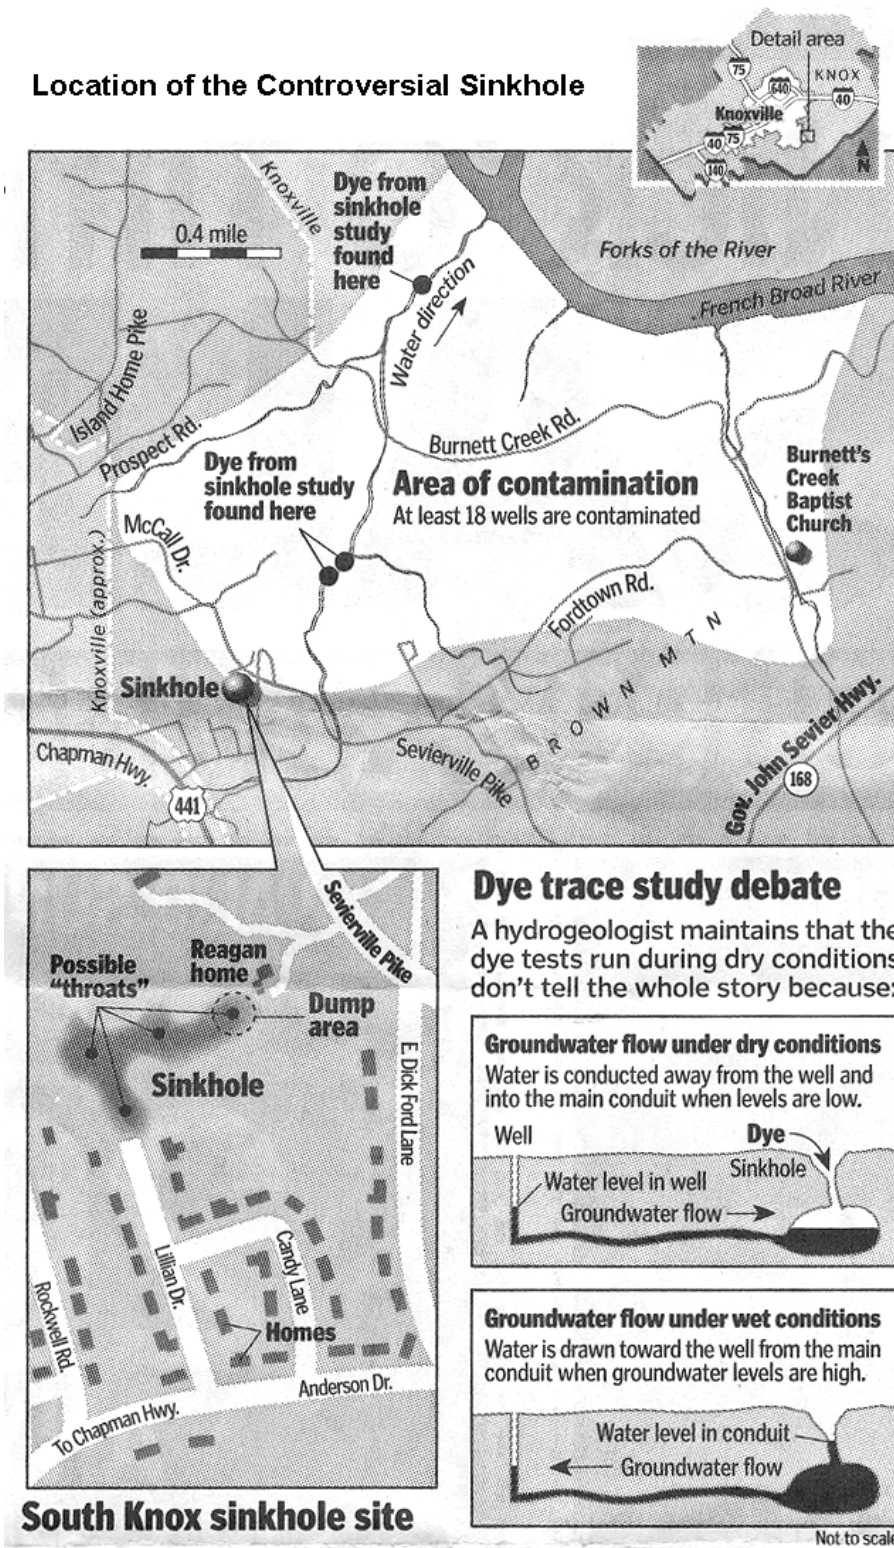 Location of the Controversial Sinkhole
Detail area
75
640
KNOX
40
Knoxville
40
75
140
N
Knoxville
Dye from
sinkhole
study
found
here
0.4 mile
Forks of the River
Water direction
French Broad River
Island Home Pike
Prospect Rd.
Burnett Creek Rd.
Dye from
sinkhole study
found here
Area of contamination
At least 18 wells are contaminated
Burnett's
Creek
Baptist
Church
McCall Dr.
Knoxville (approx.)
Fordtown Rd.
BROWN MTN
Sinkhole
Chapman Hwy.
441
Sevierville Pike
Gov. John Sevier Hwy.
168
Sevierville Pike
Reagan
home
Possible
"throats"
Dump
area
Sinkhole
E. Dick Ford Lane
Lillian Dr.
Candy Lane
Rockwell Rd.
Homes
Anderson Dr.
To Chapman Hwy.
South Knox sinkhole site
Dye trace study debate
A hydrogeologist maintains that the
dye tests run during dry conditions
don't tell the whole story because:
Groundwater flow under dry conditions
Water is conducted away from the well and
into the main conduit when levels are low.
Well
Dye
Sinkhole
Water level in well
Groundwater flow
Groundwater flow under wet conditions
Water is drawn toward the well from the main
conduit when groundwater levels are high.
Water level in conduit
Groundwater flow
Not to scale